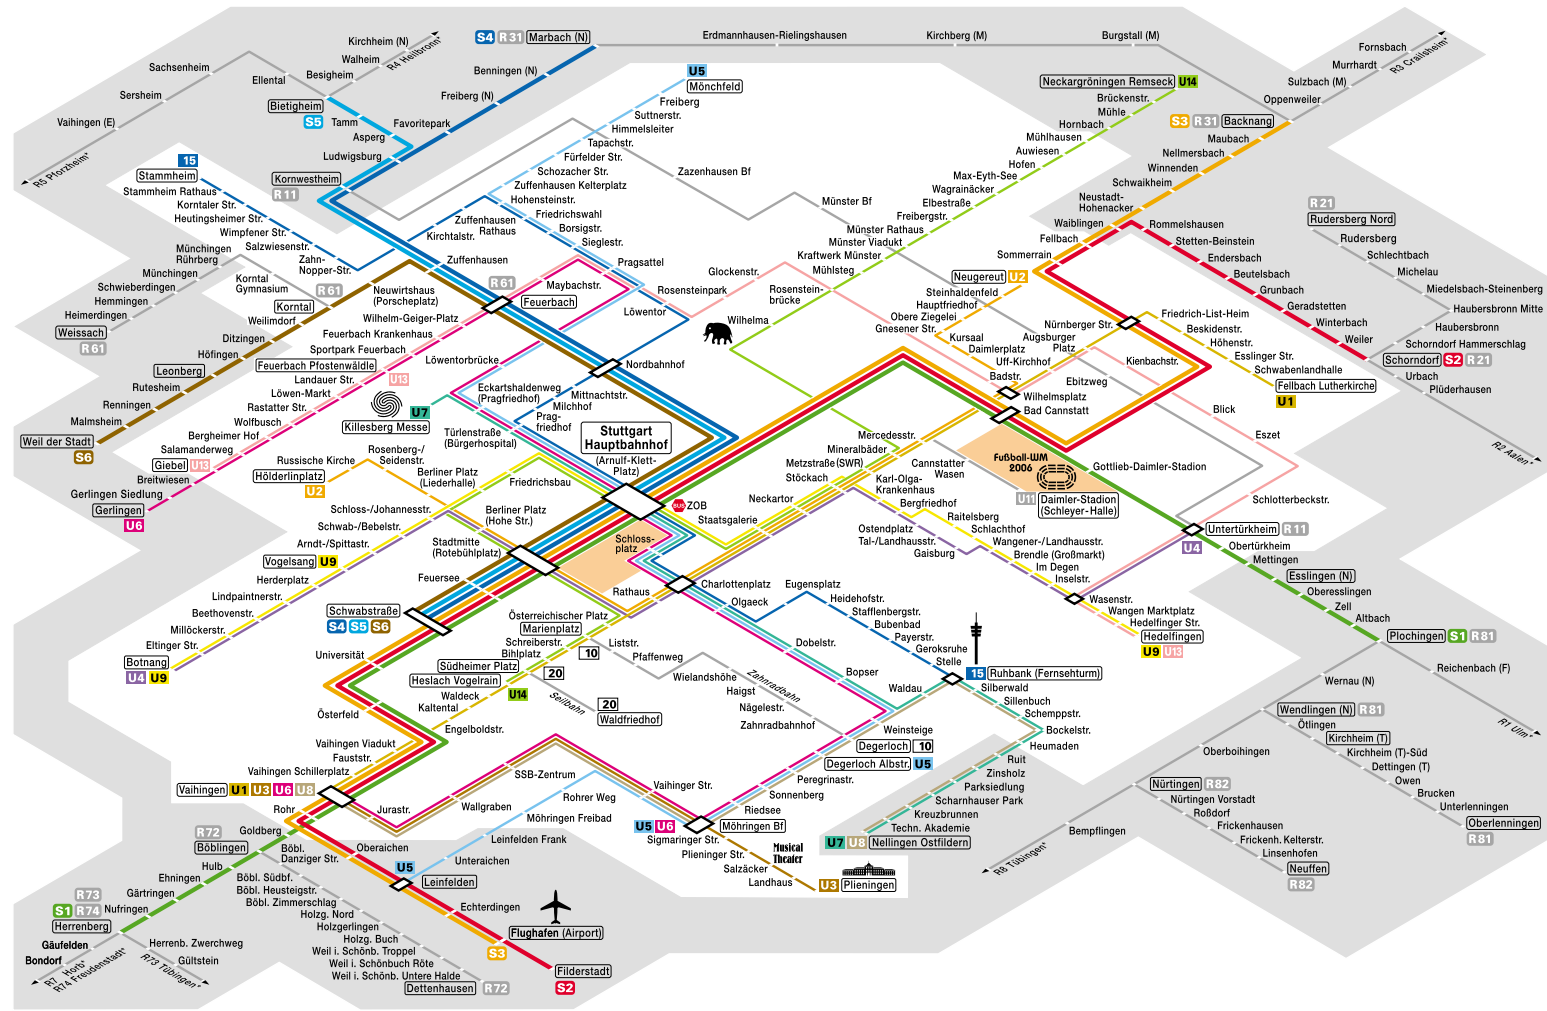 Kirchheim (N)
Walheim
Besigheim
R4 Heilbronn*
Sachsenheim
Ellental
Sersheim
Bietigheim
S5
Vaihingen (E)
Tamm
Asperg
R5 Pforzheim*
Ludwigsburg
Favoritepark
Freiberg (N)
Benningen (N)
S4 R31 Marbach (N)
Erdmannhausen-Rielingshausen
Kirchberg (M)
Burgstall (M)
Fornsbach
Murrhardt
R3 Crailsheim*
Sulzbach (M)
Oppenweiler
S3 R31 Backnang
Maubach
Nellmersbach
Winnenden
Schwaikheim
Neustadt-
Hohenacker
Waiblingen
Fellbach
Sommerrain
U5
Mönchfeld
Freiberg
Suttnerstr.
Himmelsleiter
Tapachstr.
Fürfelder Str.
Schozacher Str.
Zuffenhausen Kelterplatz
Hohensteinstr.
Friedrichswahl
Borsigstr.
Sieglestr.
Pragsattel
Zazenhausen Bf
Münster Bf
Neckargröningen Remseck U14
Brückenstr.
Mühle
Hornbach
Mühlhausen
Auwiesen
Hofen
Max-Eyth-See
Wagrainäcker
Elbestraße
Freibergstr.
Münster Rathaus
Münster Viadukt
Kraftwerk Münster
Mühlsteg
Rosenstein-
brücke
Wilhelma
Glockenstr.
Rosensteinpark
Löwentor
15
Stammheim
Stammheim Rathaus
Korntaler Str.
Heutingsheimer Str.
Wimpfener Str.
Salzwiesenstr.
Zahn-
Nopper-Str.
Kornwestheim
R11
Kirchtalstr.
Zuffenhausen
Rathaus
Zuffenhausen
Münchingen
Rührberg
Münchingen
Schwieberdingen
Hemmingen
Heimerdingen
Weissach
R61
Korntal
Gymnasium
R61
Korntal
Weilimdorf
Ditzingen
Höfingen
Leonberg
Rutesheim
Renningen
Malmsheim
Weil der Stadt
S6
Neuwirtshaus
(Porscheplatz)
R61
Feuerbach
Maybachstr.
Wilhelm-Geiger-Platz
Feuerbach Krankenhaus
Sportpark Feuerbach
Feuerbach Pfostenwäldle
U13
Landauer Str.
Löwen-Markt
Rastatter Str.
Wolfbusch
Bergheimer Hof
Salamanderweg
Giebel U13
Breitwiesen
Gerlingen Siedlung
Gerlingen
U6
Löwentorbrücke
Nordbahnhof
Eckartshaldenweg
(Pragfriedhof)
Mittnachtstr.
Milchhof
Prag-
friedhof
U7
Killesberg Messe
Türlenstraße
(Bürgerhospital)
Stuttgart
Hauptbahnhof
(Arnulf-Klett-
Platz)
BUS ZOB
Staatsgalerie
Neckartor
Stöckach
Metzstraße (SWR)
Mineralbäder
Mercedesstr.
Rosenberg-/
Seidenstr.
Russische Kirche
Hölderlinplatz
U2
Berliner Platz
(Liederhalle)
Friedrichsbau
Berliner Platz
(Hohe Str.)
Schloss-/Johannesstr.
Schwab-/Bebelstr.
Arndt-/Spittastr.
Vogelsang U9
Herderplatz
Lindpaintnerstr.
Beethovenstr.
Millöckerstr.
Eltinger Str.
Botnang
U4 U9
Stadtmitte
(Rotebühlplatz)
Feuersee
Schwabstraße
S4 S5 S6
Schloss-
platz
Rathaus
Charlottenplatz
Olgaeck
Eugensplatz
Heidehofstr.
Stafflenbergstr.
Bubenbad
Payerstr.
Geroksruhe
Stelle
15 Ruhbank (Fernsehturm)
Silberwald
Sillenbuch
Schemppstr.
Bockelstr.
Heumaden
Ruit
Zinsholz
Parksiedlung
Scharnhauser Park
Kreuzbrunnen
Techn. Akademie
U7 U8 Nellingen Ostfildern
Dobelstr.
Bopser
Waldau
Weinsteige
Degerloch 10
Degerloch Albstr. U5
Peregrinastr.
Sonnenberg
Riedsee
Möhringen Bf
U5 U6
Sigmaringer Str.
Plieninger Str.
Salzäcker
Landhaus
Musical
Theater
U3 Plieningen
Österreichischer Platz
Marienplatz
Schreiberstr.
Bihlplatz
Südheimer Platz
Heslach Vogelrain
U14
Waldeck
Kaltental
Engelboldstr.
10
Liststr.
Pfaffenweg
Wielandshöhe
Haigst
Nägelestr.
Zahnradbahnhof
Zahnradbahn
20
Seilbahn
20
Waldfriedhof
Universität
Österfeld
Vaihingen Viadukt
Fauststr.
Vaihingen Schillerplatz
Vaihingen U1 U3 U6 U8
Jurastr.
Wallgraben
SSB-Zentrum
Vaihinger Str.
Rohrer Weg
Möhringen Freibad
Leinfelden Frank
Unteraichen
U5
Leinfelden
Rohr
Oberaichen
Echterdingen
Flughafen (Airport)
S3
Filderstadt
S2
Goldberg
R72
Böblingen
Hulb
Ehningen
Gärtringen
Nufringen
R73
S1 R74
Herrenberg
Gäufelden
Bondorf
R7 Horb*
R74 Freudenstadt*
Herrenb. Zwerchweg
Gültstein
R73 Tübingen*
Böbl.
Danziger Str.
Böbl. Südbf.
Böbl. Heusteigstr.
Böbl. Zimmerschlag
Holzg. Nord
Holzgerlingen
Holzg. Buch
Weil i. Schönb. Troppel
Weil i. Schönbuch Röte
Weil i. Schönb. Untere Halde
Dettenhausen R72
Neugereut U2
Steinhaldenfeld
Hauptfriedhof
Obere Ziegelei
Gnesener Str.
Kursaal
Daimlerplatz
Uff-Kirchhof
Badstr.
Wilhelmsplatz
Bad Cannstatt
Nürnberger Str.
Augsburger
Platz
Ebitzweg
Kienbachstr.
Friedrich-List-Heim
Beskidenstr.
Höhenstr.
Esslinger Str.
Schwabenlandhalle
Fellbach Lutherkirche
U1
Blick
Eszet
Schlotterbeckstr.
Cannstatter
Wasen
Fußball-WM
2006
U11 Daimler-Stadion
(Schleyer-Halle)
Gottlieb-Daimler-Stadion
Karl-Olga-
Krankenhaus
Bergfriedhof
Raitelsberg
Schlachthof
Wangener-/Landhausstr.
Brendle (Großmarkt)
Im Degen
Inselstr.
Wasenstr.
Wangen Marktplatz
Hedelfinger Str.
Hedelfingen
U9 U13
Ostendplatz
Tal-/Landhausstr.
Gaisburg
U4
Untertürkheim R11
Obertürkheim
Mettingen
Esslingen (N)
Oberesslingen
Zell
Altbach
Plochingen S1 R81
Reichenbach (F)
R1 Ulm*
Wernau (N)
Wendlingen (N) R81
Ötlingen
Kirchheim (T)
Kirchheim (T)-Süd
Dettingen (T)
Owen
Brucken
Unterlenningen
Oberlenningen
R81
Oberboihingen
Nürtingen R82
Nürtingen Vorstadt
Roßdorf
Frickenhausen
Frickenh. Kelterstr.
Linsenhofen
Neuffen
R82
Bempflingen
R8 Tübingen*
Rommelshausen
Stetten-Beinstein
Endersbach
Beutelsbach
Grunbach
Geradstetten
Winterbach
Weiler
Schorndorf S2 R21
Urbach
Plüderhausen
R2 Aalen*
R21
Rudersberg Nord
Rudersberg
Schlechtbach
Michelau
Miedelsbach-Steinenberg
Haubersbronn Mitte
Haubersbronn
Schorndorf Hammerschlag